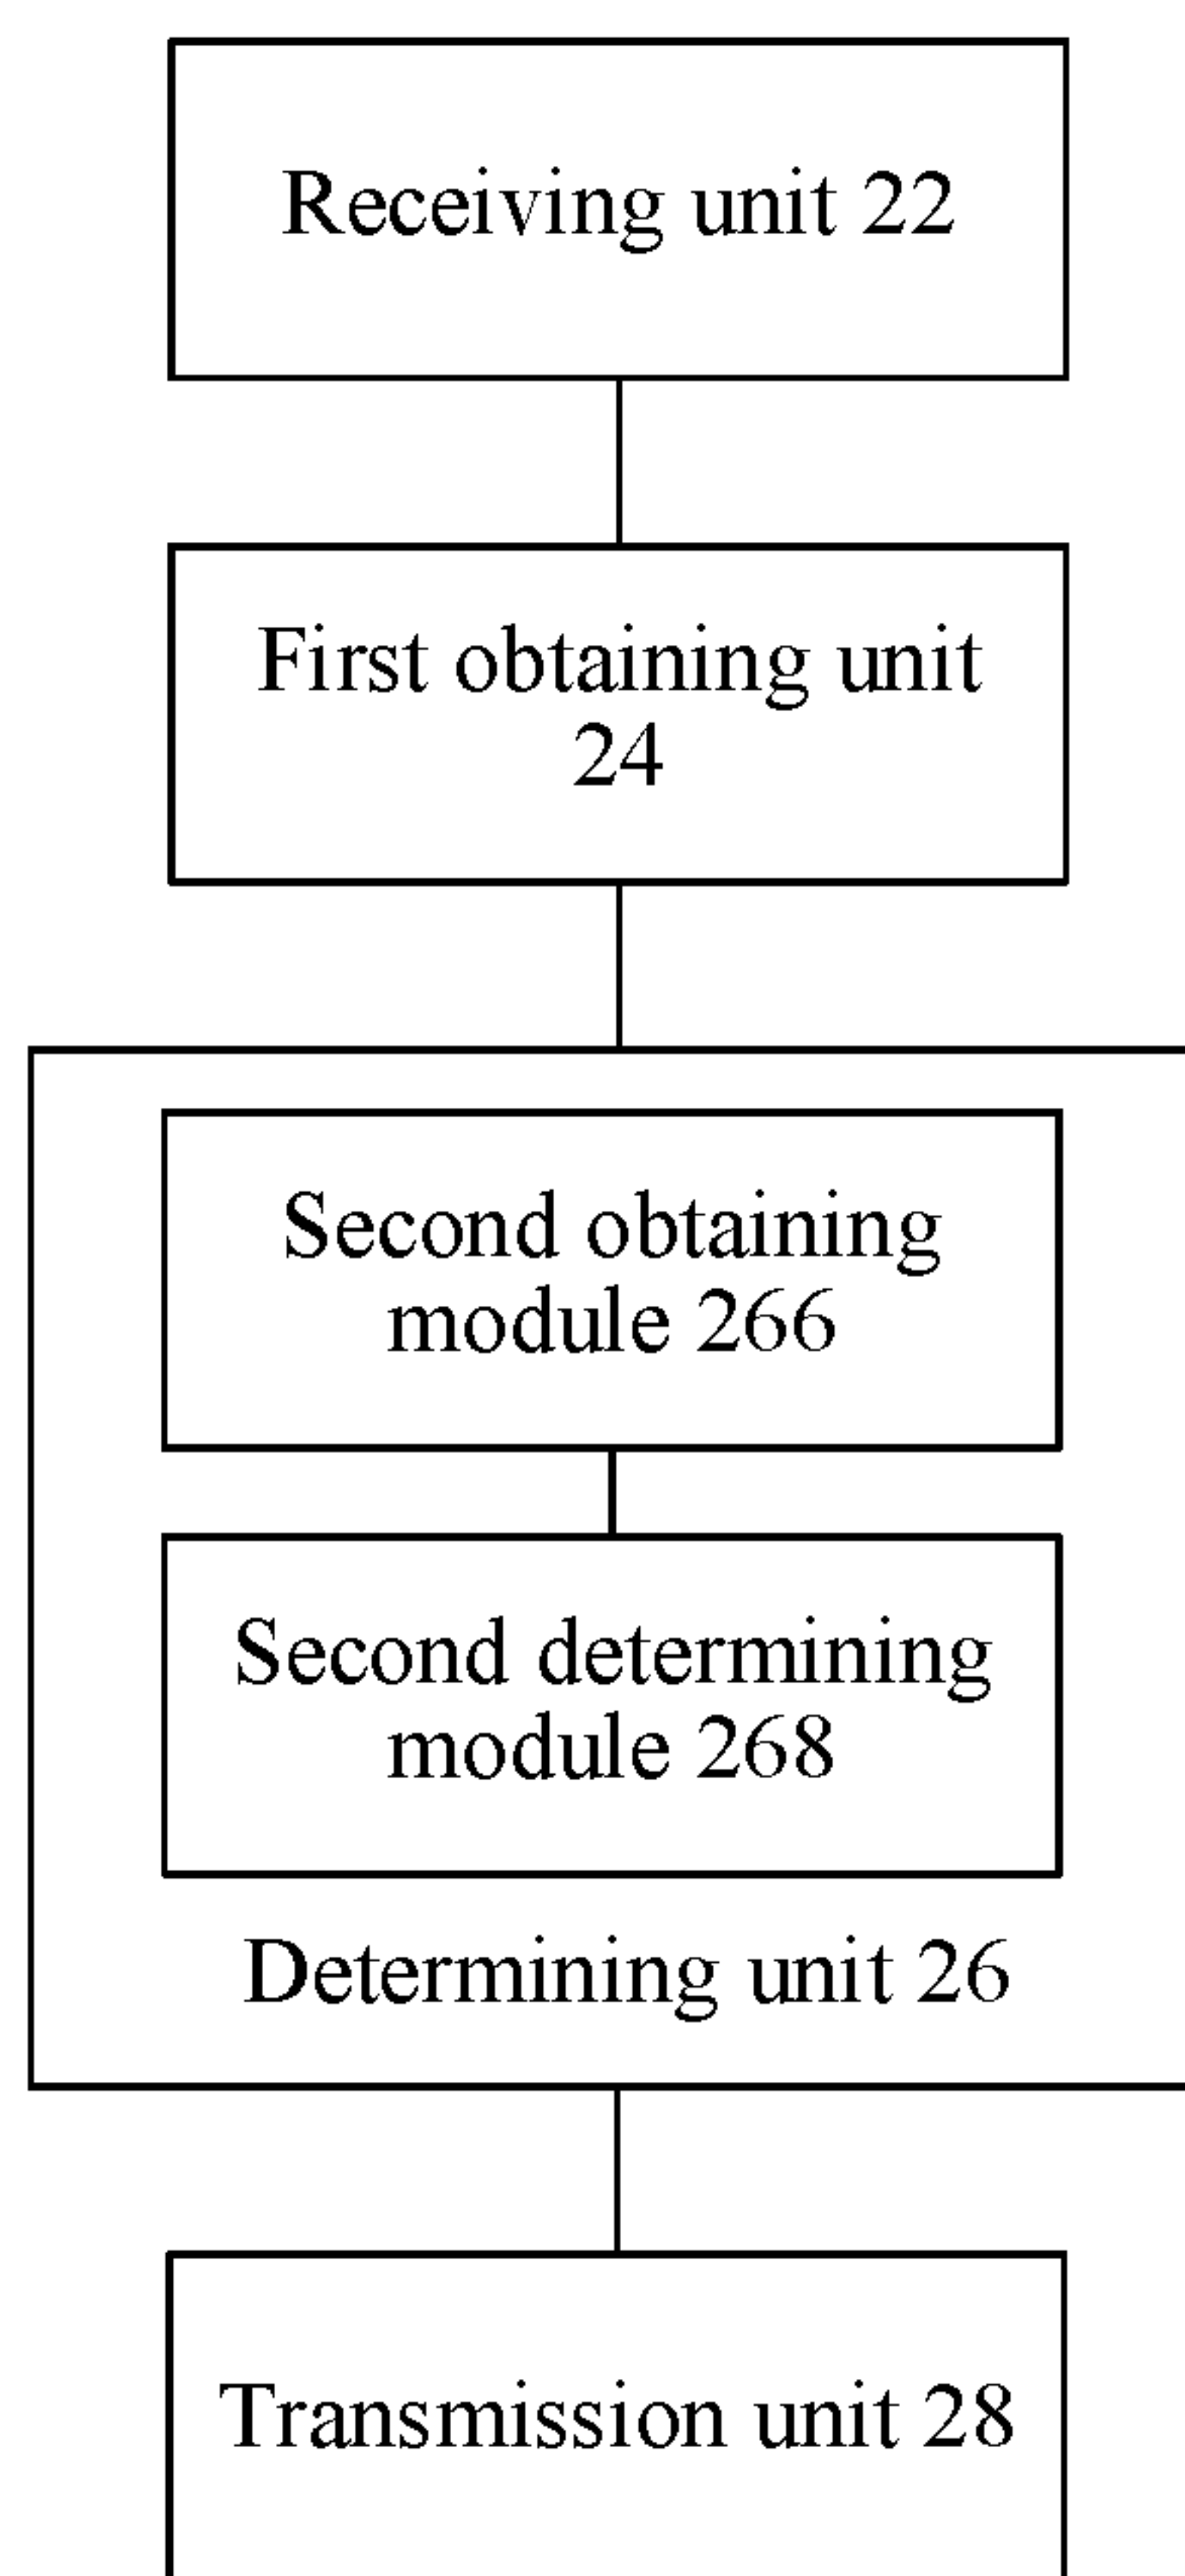 Receiving unit 22
First obtaining unit
24
Second obtaining
module 266
Second determining
module 268
Determining unit 26
Transmission unit 28